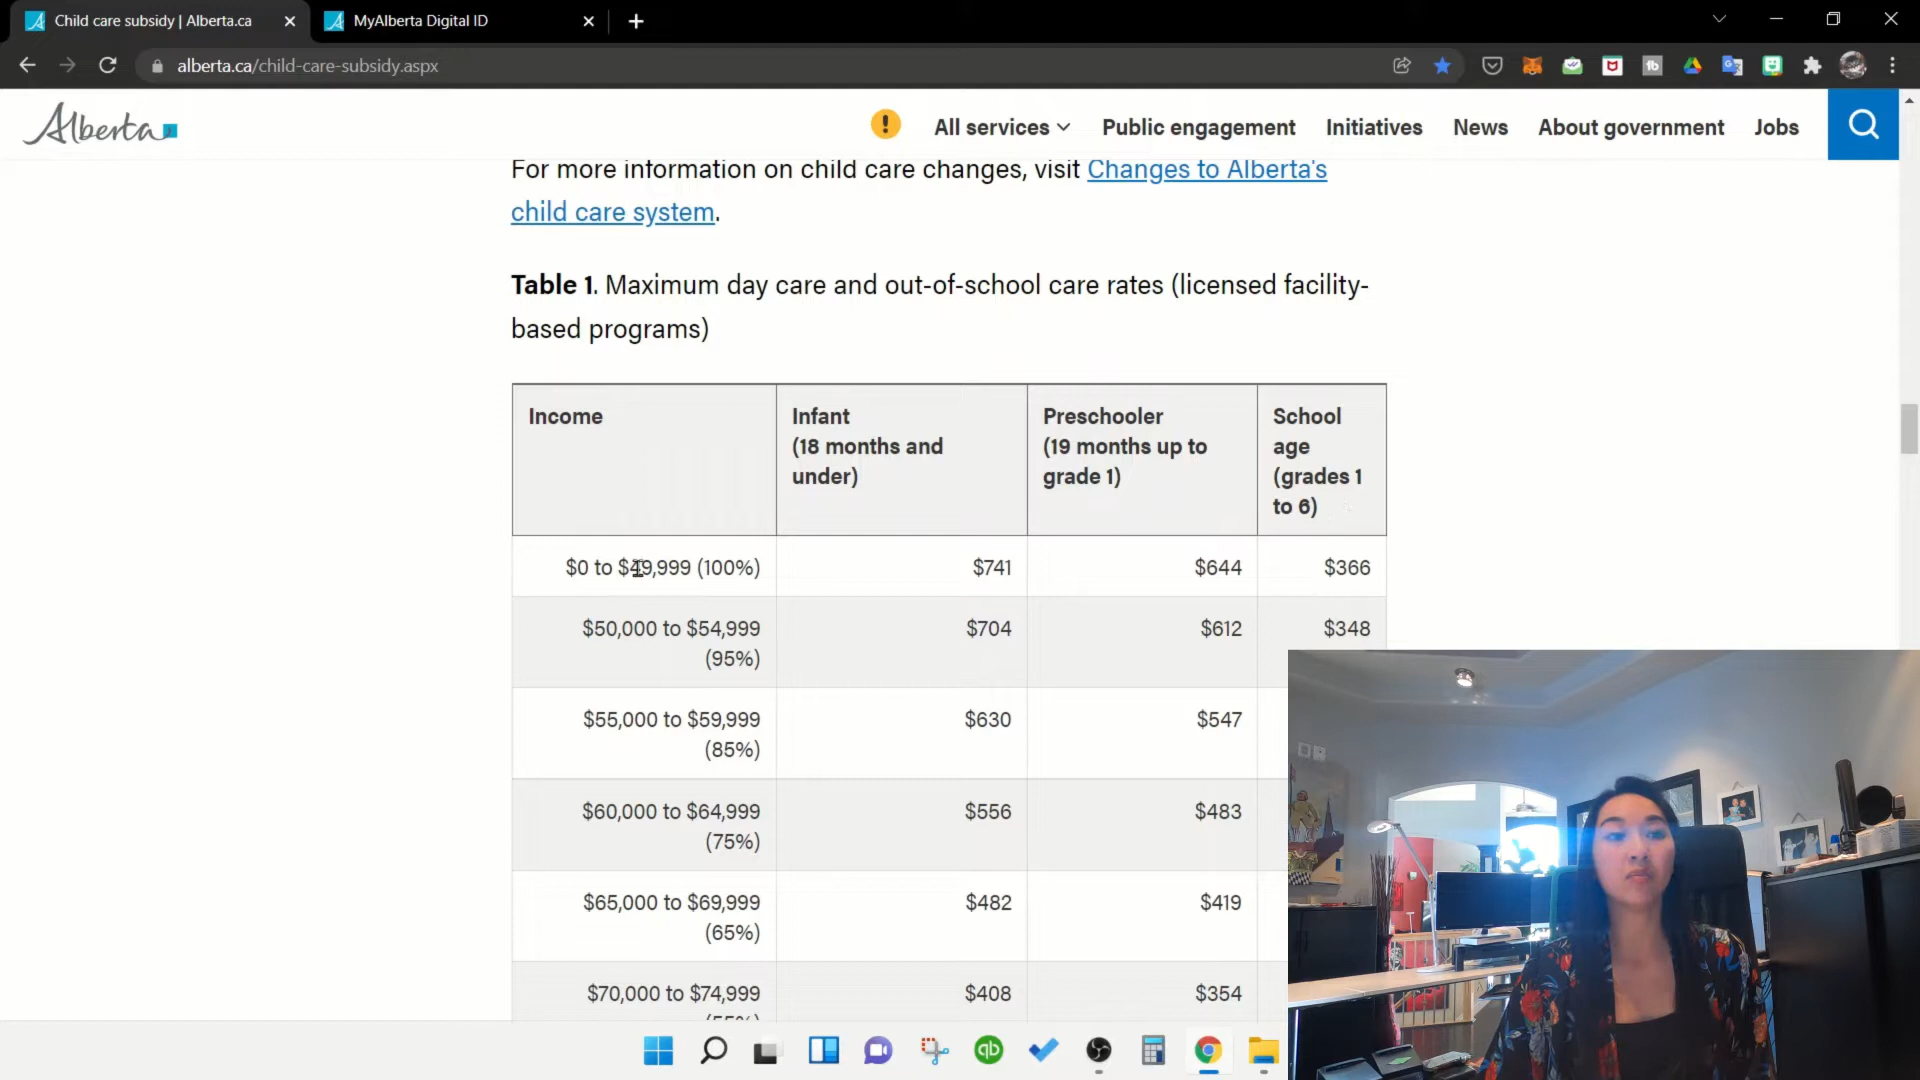 Child care subsidy | Alberta.ca
MyAlberta Digital ID
alberta.ca/child-care-subsidy.aspx
Alberta
All services
Public engagement
Initiatives
News
About government
Jobs
For more information on child care changes, visit Changes to Alberta's
child care system.
Table 1. Maximum day care and out-of-school care rates (licensed facility-
based programs)
Income
Infant
(18 months and
under)
Preschooler
(19 months up to
grade 1)
School
age
(grades 1
to 6)
$0 to $49,999 (100%)
$741
$644
$366
$50,000 to $54,999
(95%)
$704
$612
$348
$55,000 to $59,999
(85%)
$630
$547
$60,000 to $64,999
(75%)
$556
$483
$65,000 to $69,999
(65%)
$482
$419
$70,000 to $74,999
$408
$354
qb